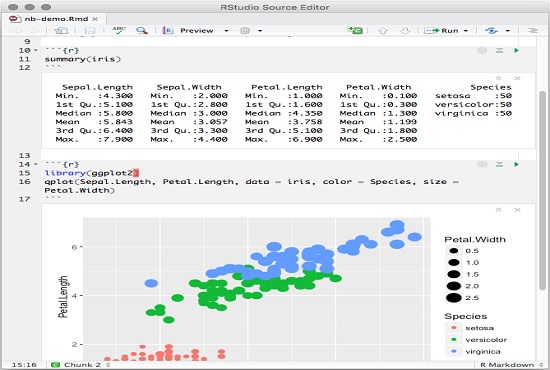 RStudio Source Editor
nb-demo.Rmd ×
ABC Preview Run
9
10 ```{r}
11 summary(iris)
12 ```
Sepal.Length Sepal.Width Petal.Length Petal.Width Species
Min. :4.300 Min. :2.000 Min. :1.000 Min. :0.100 setosa :50
1st Qu.:5.100 1st Qu.:2.800 1st Qu.:1.600 1st Qu.:0.300 versicolor:50
Median :5.800 Median :3.000 Median :4.350 Median :1.300 virginica :50
Mean :5.843 Mean :3.057 Mean :3.758 Mean :1.199
3rd Qu.:6.400 3rd Qu.:3.300 3rd Qu.:5.100 3rd Qu.:1.800
Max. :7.900 Max. :4.400 Max. :6.900 Max. :2.500
13
14 ```{r}
15 library(ggplot2)
16 qplot(Sepal.Length, Petal.Length, data = iris, color = Species, size =
Petal.Width)
17 ```
Petal.Length
6
4
2
Petal.Width
0.5
1.0
1.5
2.0
2.5
Species
setosa
versicolor
virginica
15:16 C Chunk 2 R Markdown